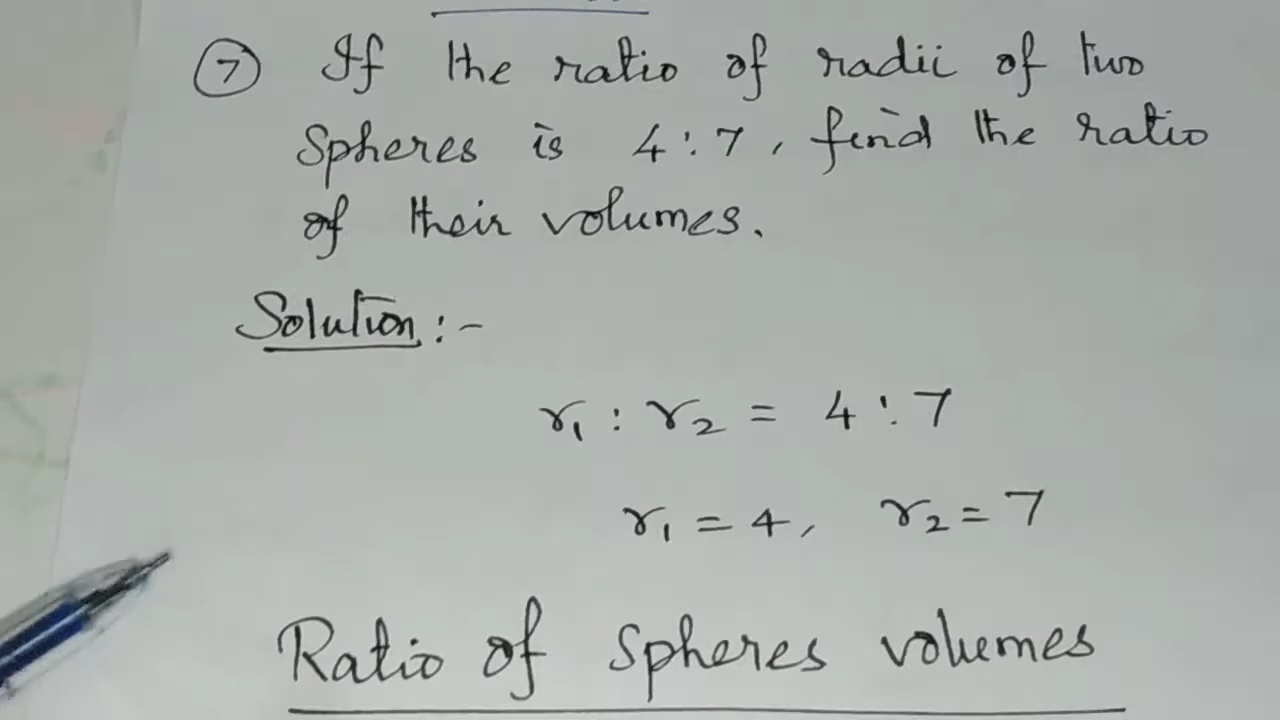 7 If the ratio of radii of two
Spheres is 4:7, find the ratio
of their volumes.
Solution:-
r₁ : r₂ = 4:7
r₁ = 4, r₂ = 7
Ratio of Spheres volumes